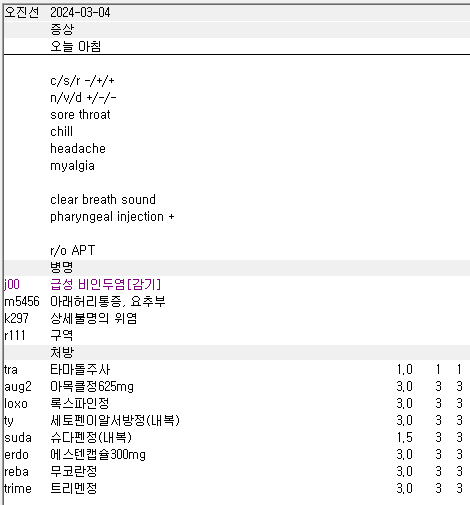 오진선 2024-03-04
증상
오늘 아침
c/s/r -/+/+
n/v/d +/-/-
sore throat
chill
headache
myalgia
clear breath sound
pharyngeal injection +
r/o APT
병명
j00 급성 비인두염[감기]
m5456 아래허리통증, 요추부
k297 상세불명의 위염
r111 구역
처방
tra 타마돌주사 1.0 1 1
aug2 아목클정625mg 3.0 3 3
loxo 록스파인정 3.0 3 3
ty 세토펜이알서방정(내복) 3.0 3 3
suda 슈다펜정(내복) 1.5 3 3
erdo 에스텐캡슐300mg 3.0 3 3
reba 무코란정 3.0 3 3
trime 트리멘정 3.0 3 3